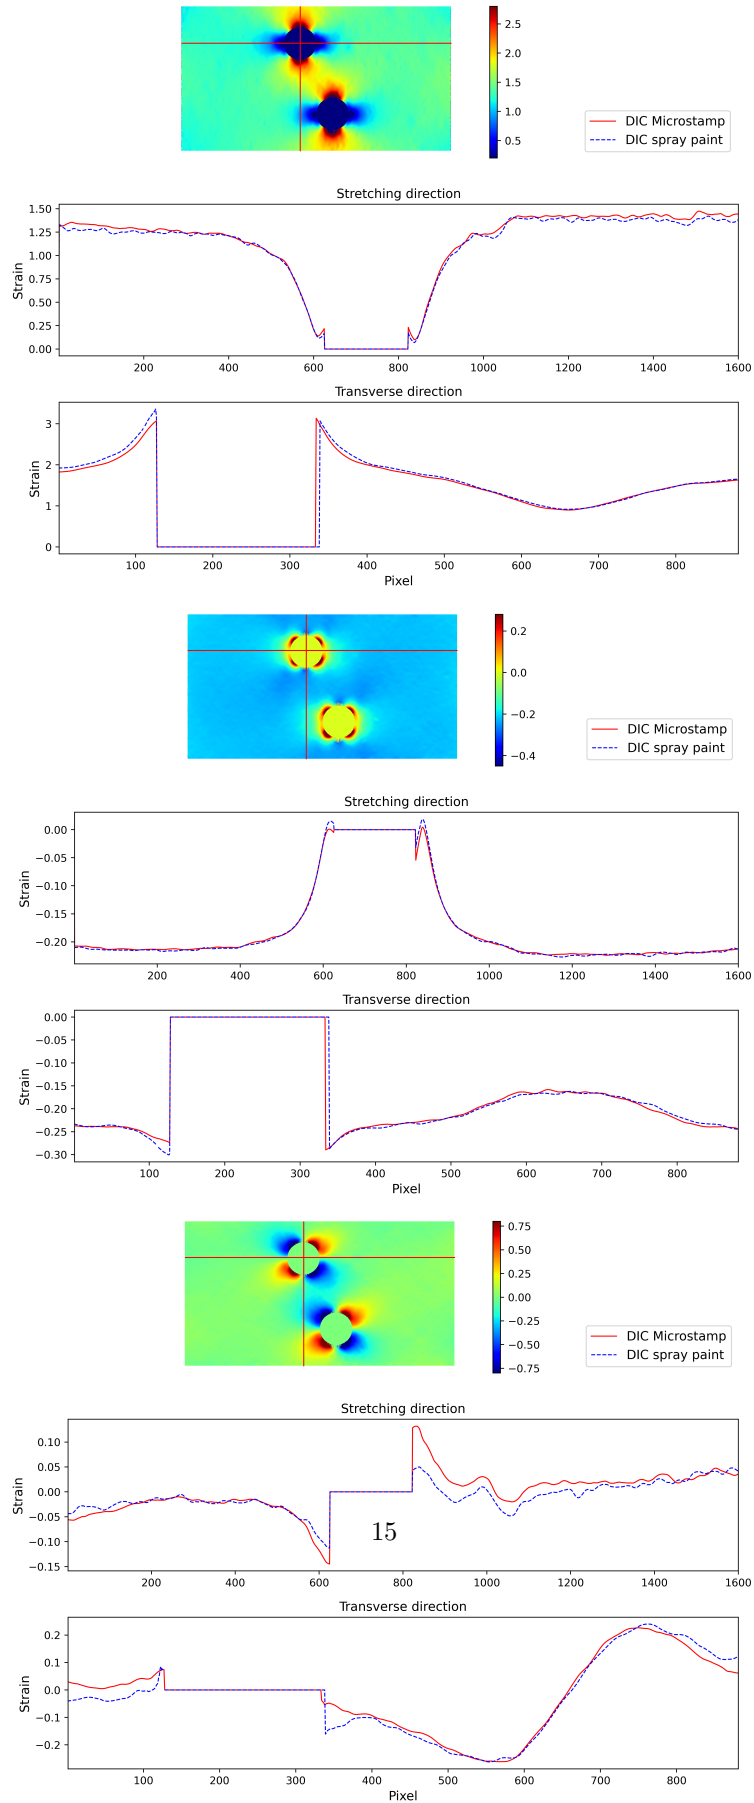 2.5
2.0
1.5
1.0
0.5
DIC Microstamp
DIC spray paint
Stretching direction
1.50
1.25
1.00
0.75
0.50
0.25
0.00
Strain
200 400 600 800 1000 1200 1400 1600
Transverse direction
3
2
1
0
Strain
100 200 300 400 500 600 700 800
Pixel
0.2
0.0
−0.2
−0.4
DIC Microstamp
DIC spray paint
Stretching direction
0.00
−0.05
−0.10
−0.15
−0.20
Strain
200 400 600 800 1000 1200 1400 1600
Transverse direction
0.00
−0.05
−0.10
−0.15
−0.20
−0.25
−0.30
Strain
100 200 300 400 500 600 700 800
Pixel
0.75
0.50
0.25
0.00
−0.25
−0.50
−0.75
DIC Microstamp
DIC spray paint
Stretching direction
0.10
0.05
0.00
−0.05
−0.10
−0.15
Strain
15
200 400 600 800 1000 1200 1400 1600
Transverse direction
0.2
0.1
0.0
−0.1
−0.2
Strain
100 200 300 400 500 600 700 800
Pixel